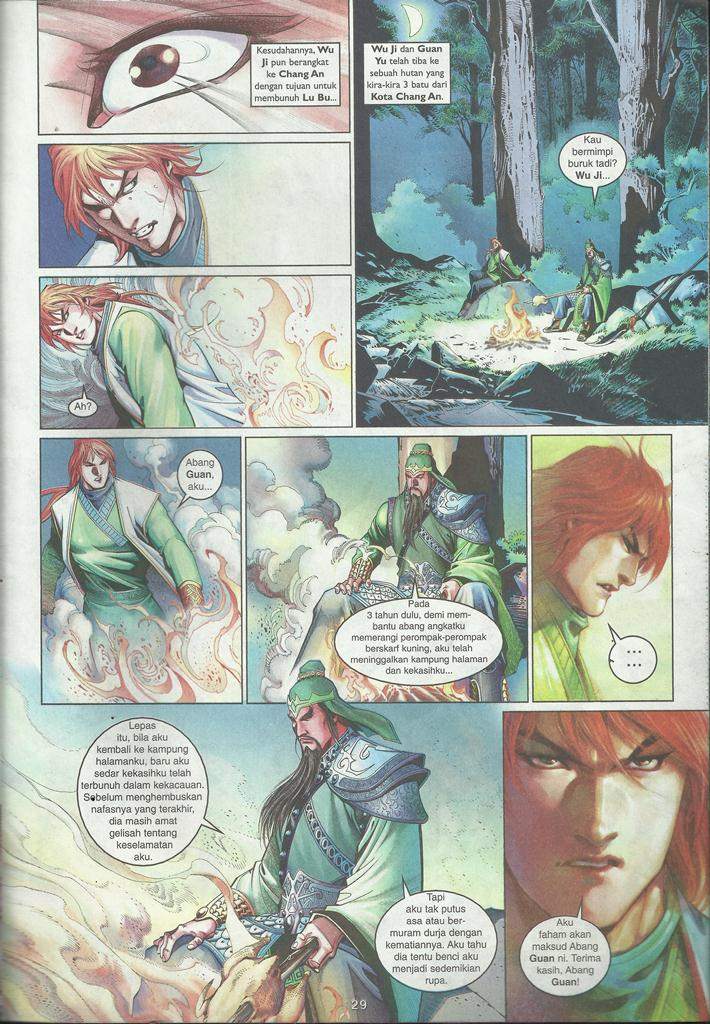 Kesudahannya, Wu
Ji pun berangkat
ke Chang An
dengan tujuan untuk
membunuh Lu Bu...
Ah?
Wu Ji dan Guan
Yu telah tiba ke
sebuah hutan yang
kira-kira 3 batu dari
Kota Chang An.
Kau
bermimpi
buruk tadi?
Wu Ji...
Abang
Guan,
aku...
Pada
3 tahun dulu, demi mem-
bantu abang angkatku
memerangi perompak-perompak
berskarf kuning, aku telah
meninggalkan kampung halaman
dan kekasihku...
...
...
Lepas
itu, bila aku
kembali ke kampung
halamanku, baru aku
sedar kekasihku telah
terbunuh dalam kekacauan.
Sebelum menghembuskan
nafasnya yang terakhir,
dia masih amat
gelisah tentang
keselamatan
aku.
Tapi
aku tak putus
asa atau ber-
muram durja dengan
kematiannya. Aku tahu
dia tentu benci aku
menjadi sedemikian
rupa.
Aku
faham akan
maksud Abang
Guan ni. Terima
kasih, Abang
Guan!
29